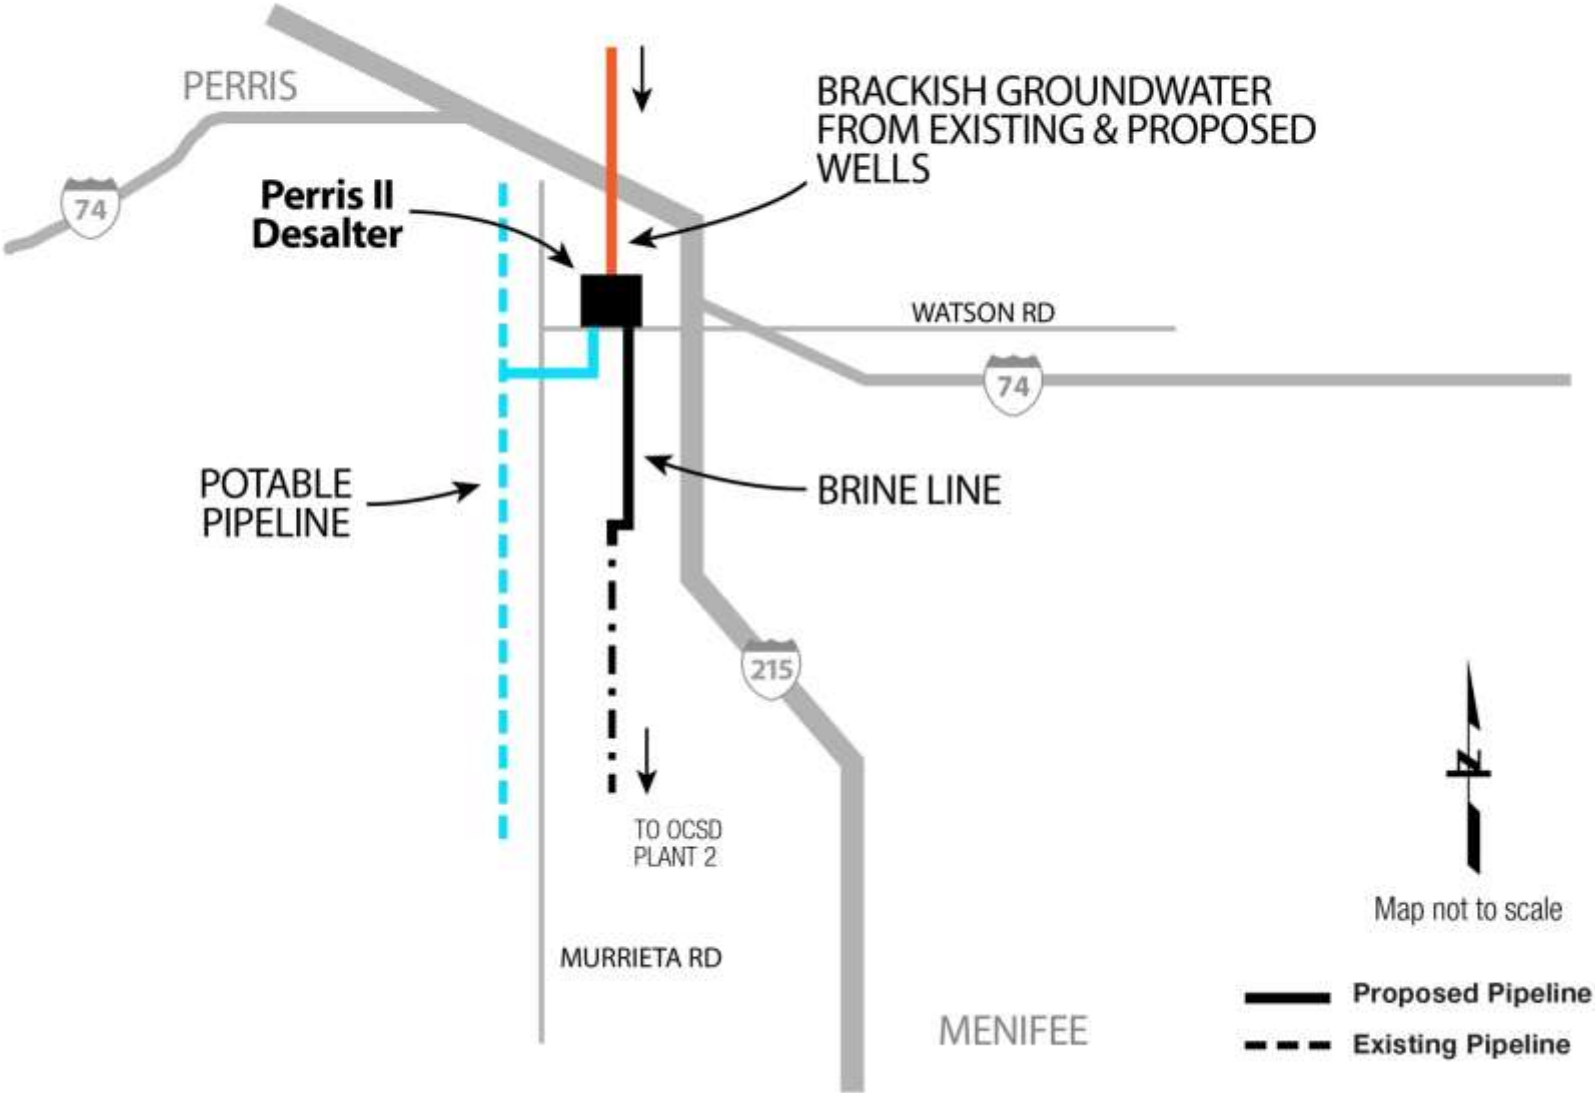 PERRIS
BRACKISH GROUNDWATER
FROM EXISTING & PROPOSED
WELLS
74
Perris II
Desalter
WATSON RD
74
POTABLE
PIPELINE
BRINE LINE
215
TO OCSD
PLANT 2
N
Map not to scale
MURRIETA RD
Proposed Pipeline
MENIFEE
Existing Pipeline